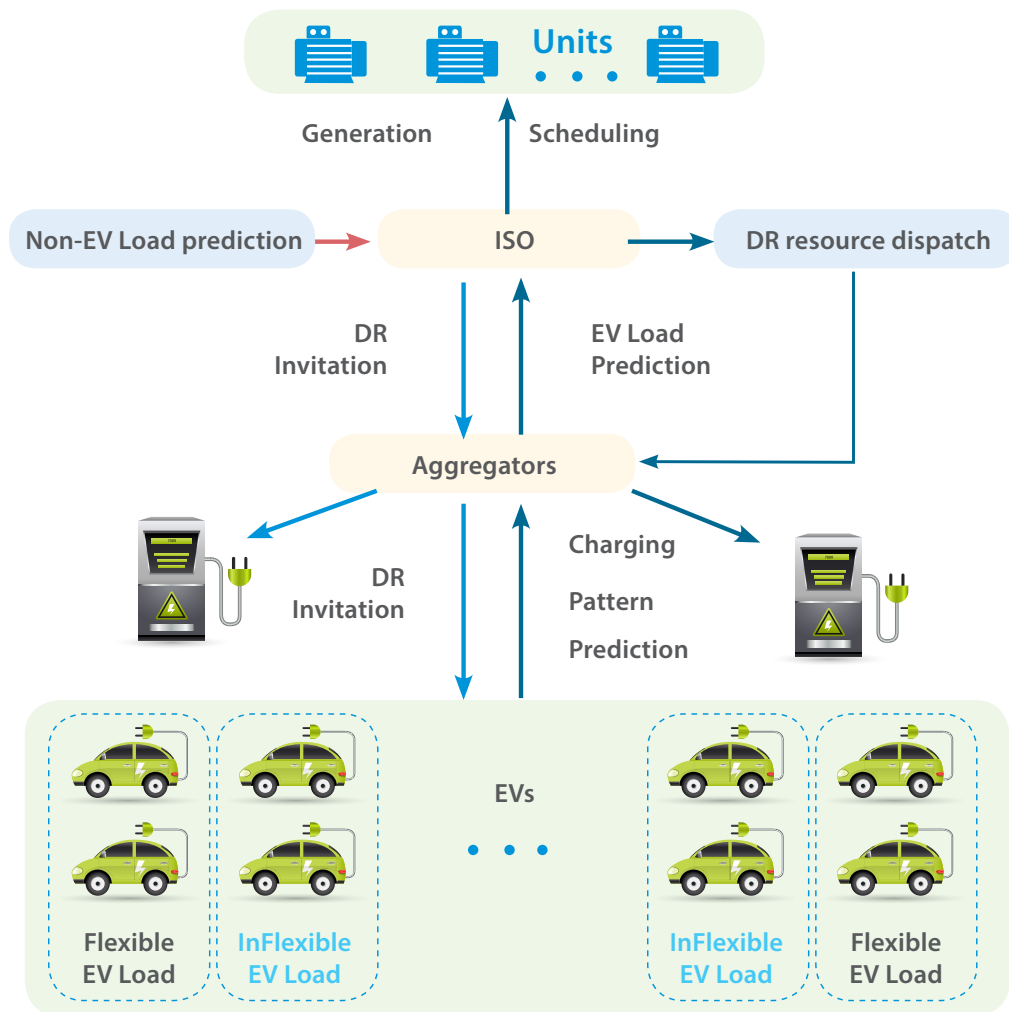 Units
Generation
Scheduling
Non-EV Load prediction
ISO
DR resource dispatch
DR
Invitation
EV Load
Prediction
Aggregators
DR
Invitation
Charging
Pattern
Prediction
EVs
Flexible
EV Load
InFlexible
EV Load
InFlexible
EV Load
Flexible
EV Load